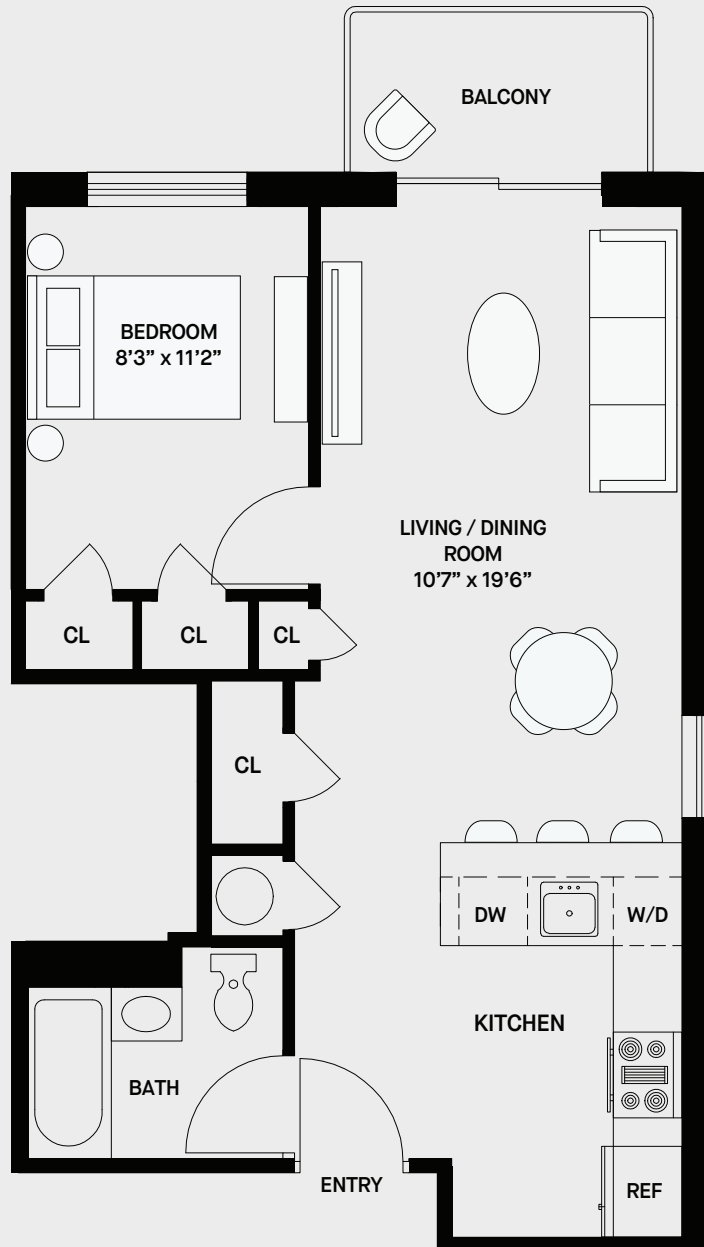 BALCONY
BEDROOM
8’3” x 11’2”
LIVING / DINING
ROOM
10’7” x 19’6”
CL
CL
CL
CL
DW
W/D
KITCHEN
BATH
ENTRY
REF